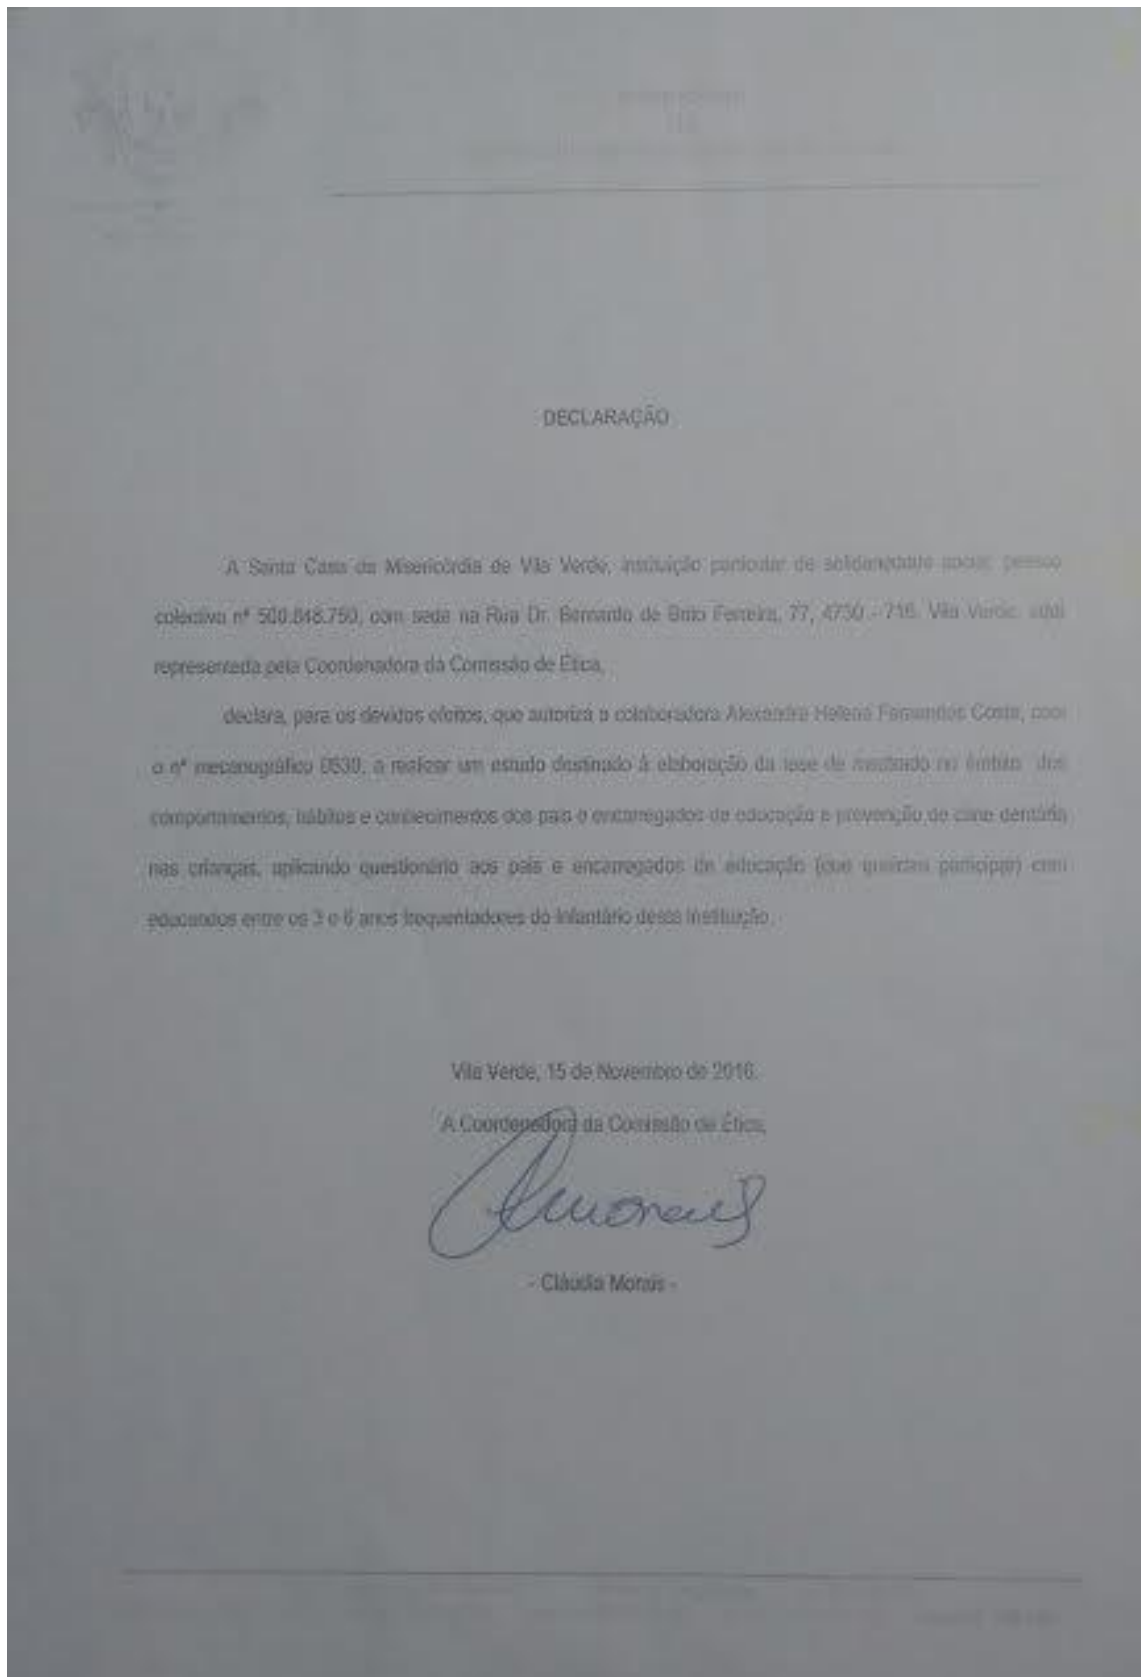 DECLARAÇÃO
A Santa Casa da Misericórdia de Vila Verde, instituição particular de solidariedade social, pessoa
colectiva nº 500.848.750, com sede na Rua Dr. Bernardo de Brito Ferreira, 77, 4730 - 716 Vila Verde, aqui
representada pela Coordenadora da Comissão de Ética,
declara, para os devidos efeitos, que autoriza a colaboradora Alexandra Helena Fernandes Costa, com
o nº mecanográfico 0830, a realizar um estudo destinado à elaboração da tese de mestrado no âmbito dos
comportamentos, hábitos e conhecimentos dos pais e encarregados de educação e prevenção de cárie dentária
nas crianças, aplicando questionário aos pais e encarregados de educação (que queiram participar) com
educandos entre os 3 e 6 anos frequentadores do infantário desta Instituição.
Vila Verde, 15 de Novembro de 2016.
A Coordenadora da Comissão de Ética,
- Cláudia Morais -